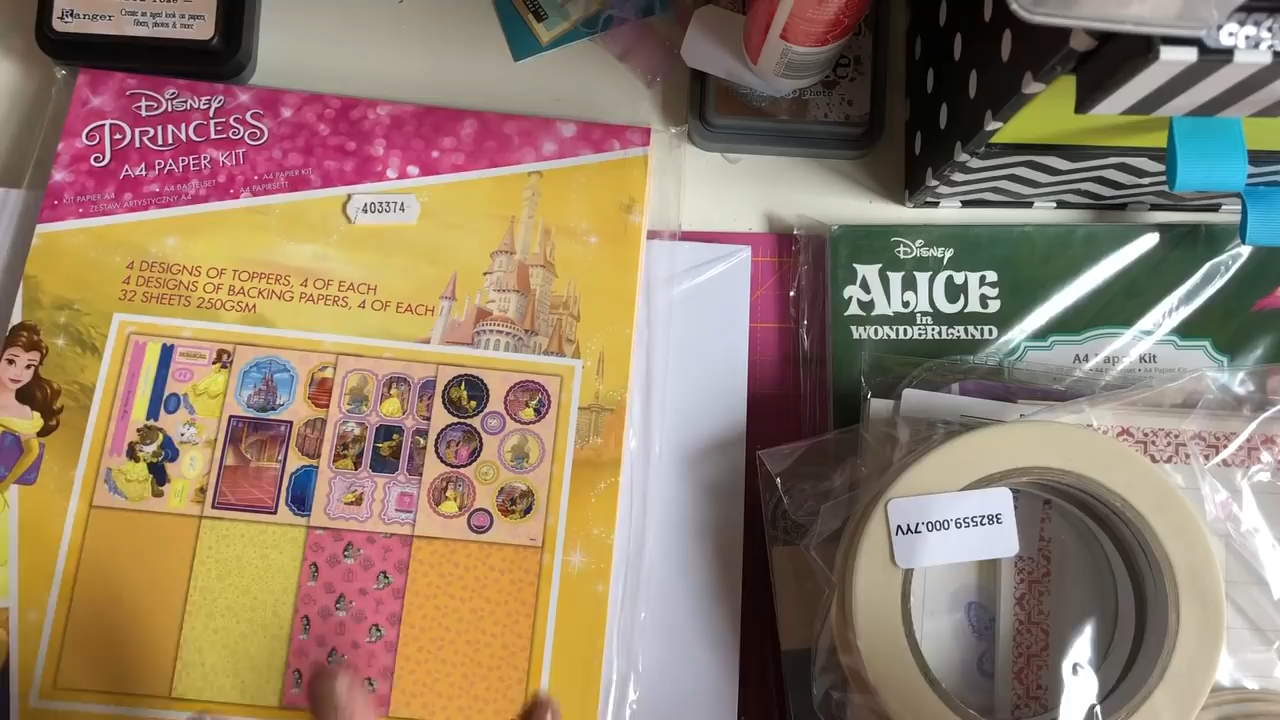 Ranger
Create an aged look on papers,
fibers, photos & more!
DISNEY
PRINCESS
A4 PAPER KIT
• KIT PAPIER A4
• A4 BASTELSET
• A4 PAPER KIT
• ZESTAW ARTYSTYCZNY A4
• A4 PAPIRSETT
403374
4 DESIGNS OF TOPPERS, 4 OF EACH
4 DESIGNS OF BACKING PAPERS, 4 OF EACH
32 SHEETS 250GSM
DISNEY
ALICE
in
WONDERLAND
A4 Paper Kit
382559.000.7YV